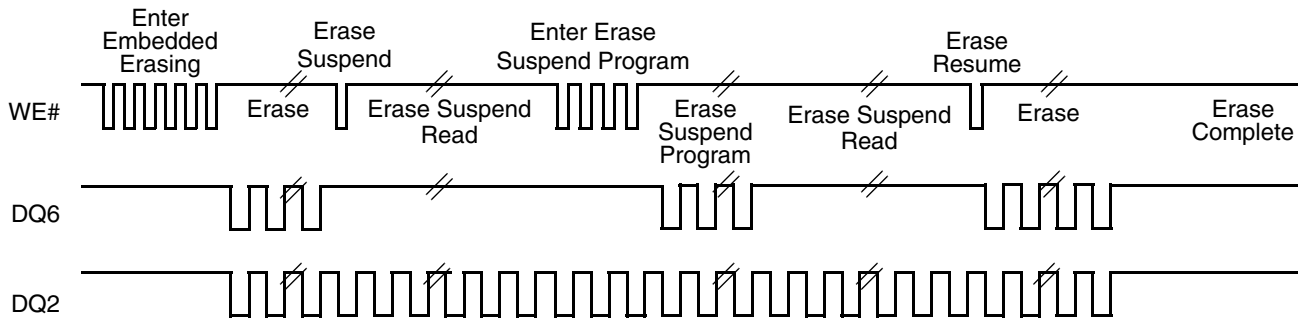 Enter
Embedded
Erasing
Erase
Suspend
Enter Erase
Suspend Program
Erase
Resume
WE#
Erase
Erase Suspend
Read
Erase
Suspend
Program
Erase Suspend
Read
Erase
Erase
Complete
DQ6
DQ2